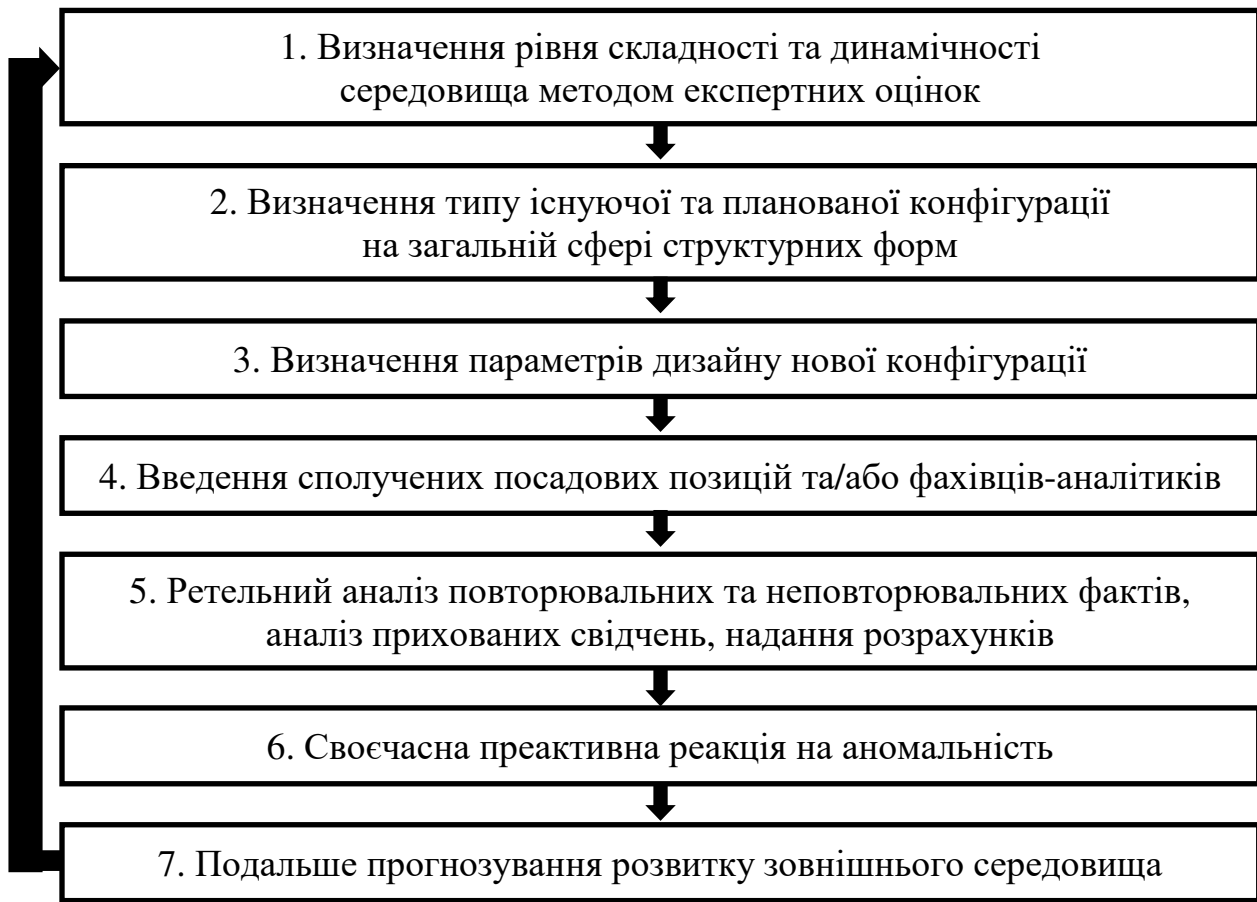 1. Визначення рівня складності та динамічності
середовища методом експертних оцінок
2. Визначення типу існуючої та планованої конфігурації
на загальній сфері структурних форм
3. Визначення параметрів дизайну нової конфігурації
4. Введення сполучених посадових позицій та/або фахівців-аналітиків
5. Ретельний аналіз повторювальних та неповторювальних фактів,
аналіз прихованих свідчень, надання розрахунків
6. Своєчасна преактивна реакція на аномальність
7. Подальше прогнозування розвитку зовнішнього середовища